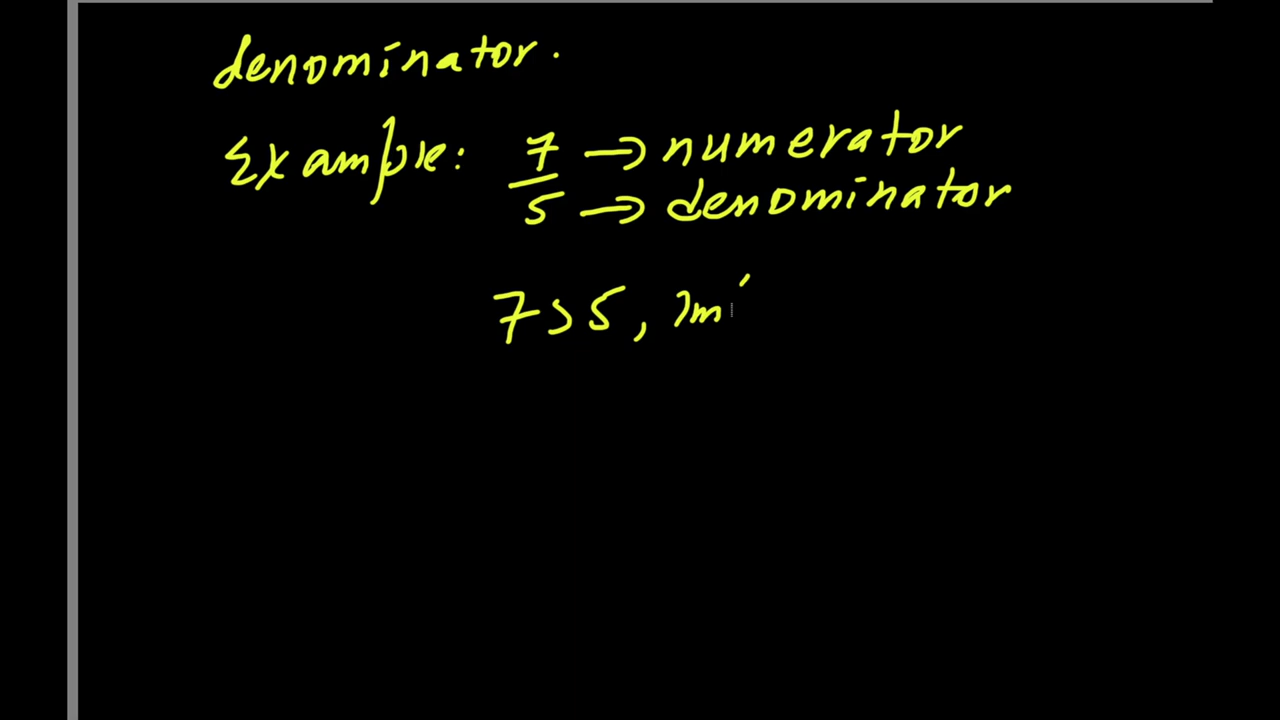 denominator.
Example: 7 → numerator
5 → denominator
7 > 5,